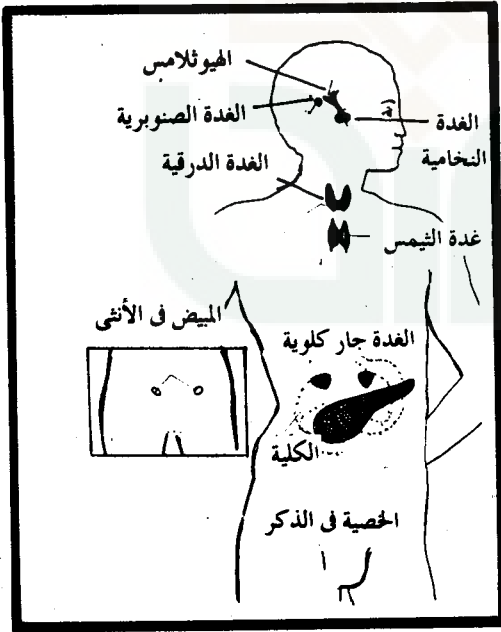 الهيوثلامس
الغدة الصنوبرية
الغدة
النخامية
الغدة الدرقية
غدة الثيمس
المبيض فى الأنثى
الغدة جار كلوية
الكلية
الخصية فى الذكر